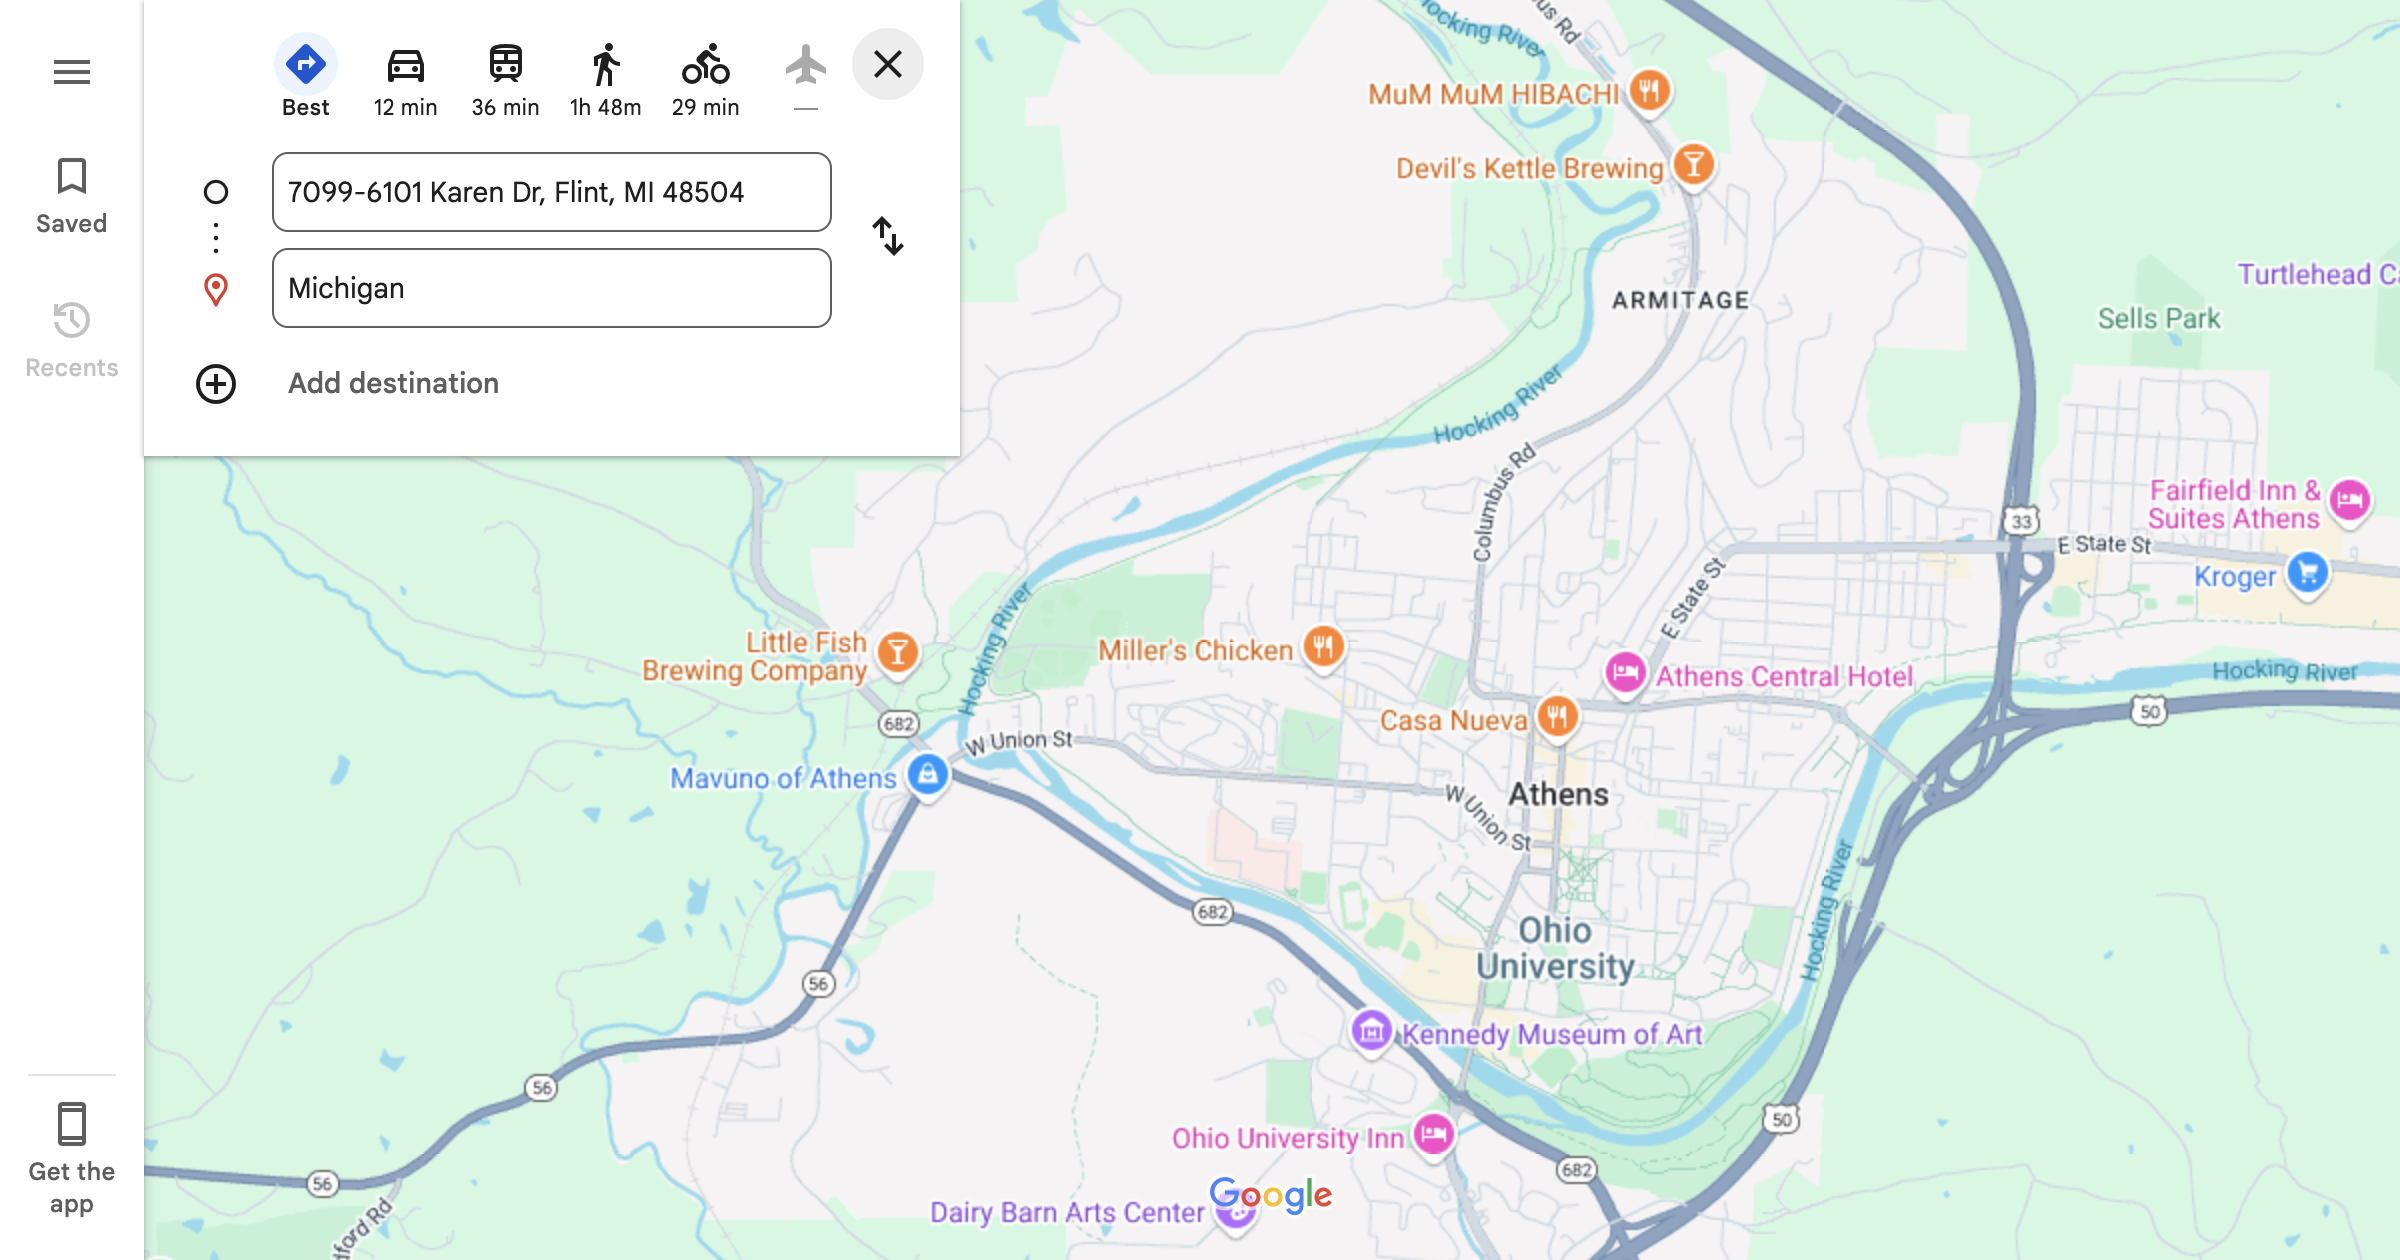 Best
12 min
36 min
1h 48m
29 min
—
7099-6101 Karen Dr, Flint, MI 48504
Michigan
Add destination
Saved
Recents
Get the
app
Hocking River
bus Rd
MuM MuM HIBACHI
Devil's Kettle Brewing
ARMITAGE
Turtlehead Ca
Sells Park
Hocking River
Columbus Rd
Fairfield Inn &
Suites Athens
33
E State St
Kroger
E State St
Hocking River
Little Fish
Brewing Company
Miller's Chicken
Athens Central Hotel
Hocking River
Casa Nueva
50
682
W Union St
Mavuno of Athens
W Union St
Athens
Hocking River
682
Ohio
University
56
Kennedy Museum of Art
56
50
Ohio University Inn
682
56
Google
Dairy Barn Arts Center
dford Rd